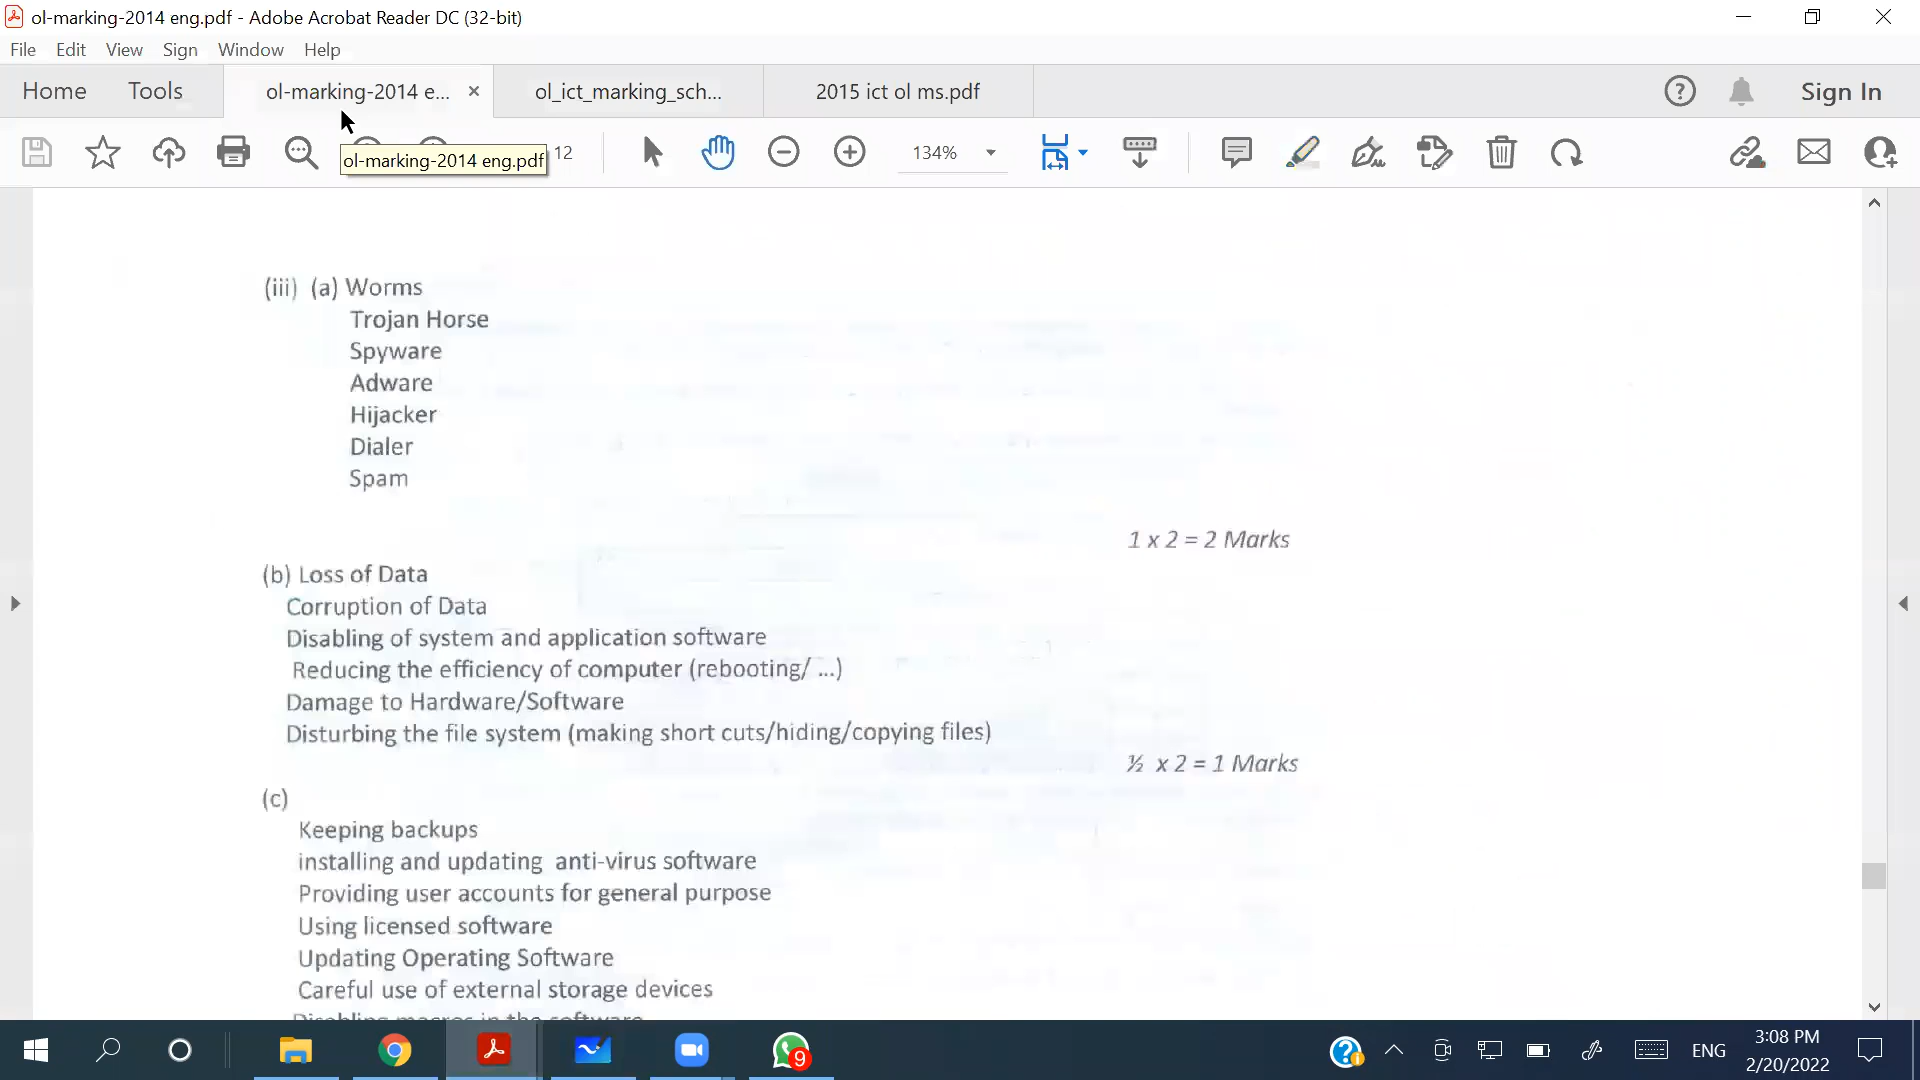 ol-marking-2014 eng.pdf - Adobe Acrobat Reader DC (32-bit)
File Edit View Sign Window Help
Home Tools ol-marking-2014 e... ol_ict_marking_sch... 2015 ict ol ms.pdf Sign In
12 134%
ol-marking-2014 eng.pdf
(iii) (a) Worms
Trojan Horse
Spyware
Adware
Hijacker
Dialer
Spam
1 x 2 = 2 Marks
(b) Loss of Data
Corruption of Data
Disabling of system and application software
Reducing the efficiency of computer (rebooting/ ...)
Damage to Hardware/Software
Disturbing the file system (making short cuts/hiding/copying files)
½ x 2 = 1 Marks
(c)
Keeping backups
installing and updating anti-virus software
Providing user accounts for general purpose
Using licensed software
Updating Operating Software
Careful use of external storage devices
Disabling macros in the software
9
ENG
3:08 PM
2/20/2022